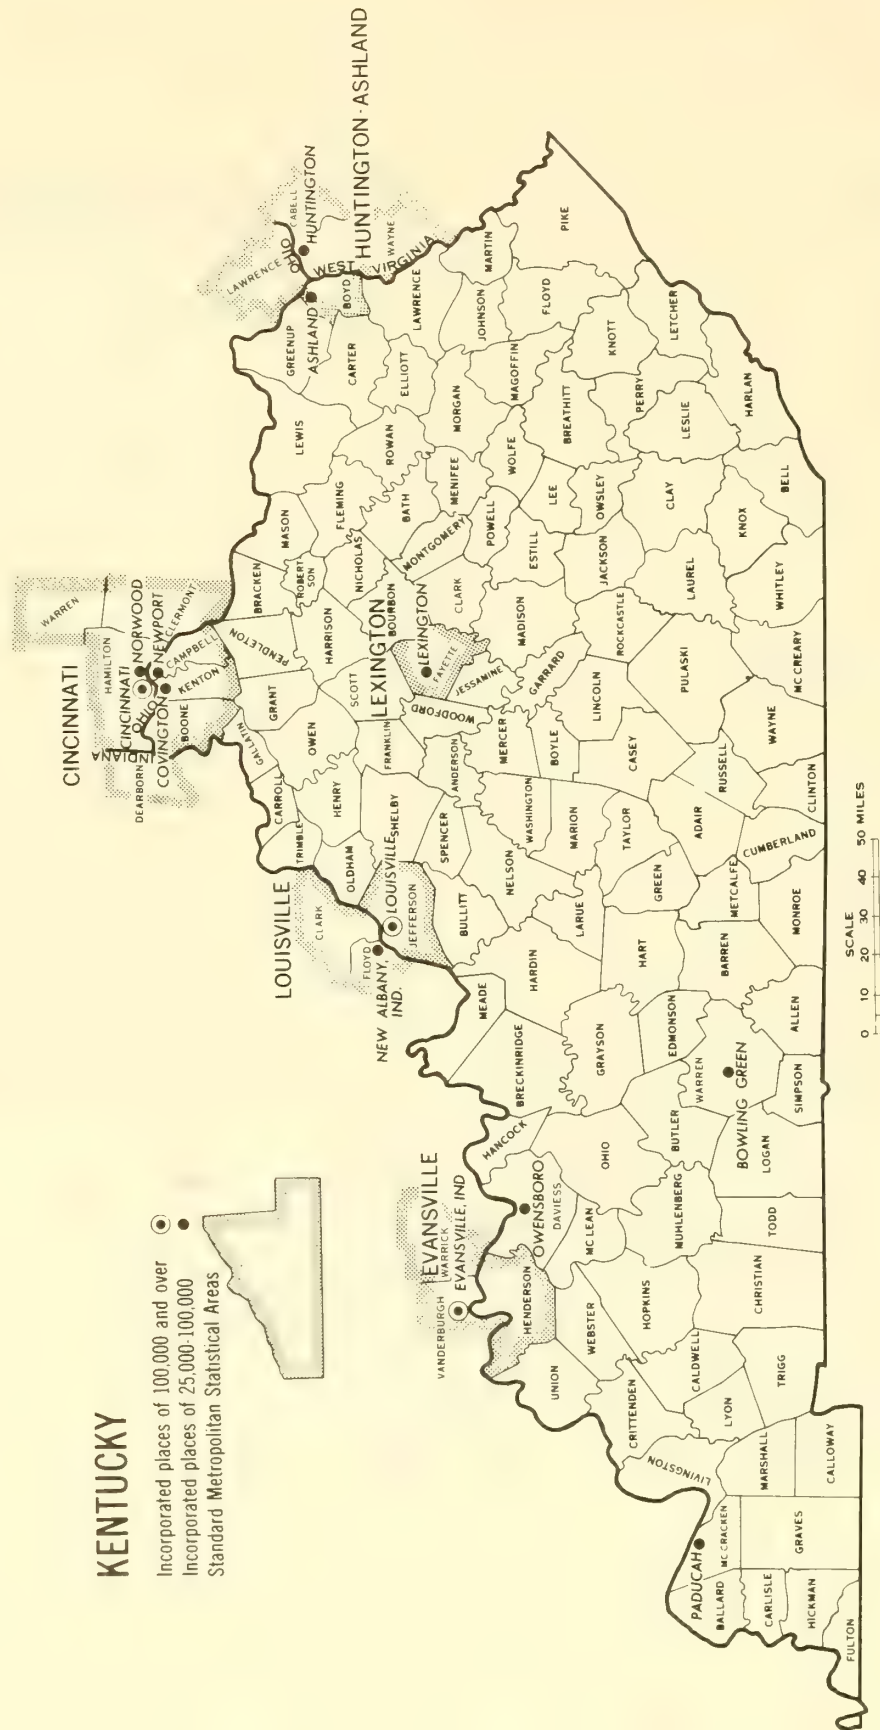 KENTUCKY
Incorporated places of 100,000 and over
Incorporated places of 25,000-100,000
Standard Metropolitan Statistical Areas
CINCINNATI
WARREN
HAMILTON
CLERMONT
DEARBORN
INDIANA
OHIO
CINCINNATI
NORWOOD
COVINGTON
NEWPORT
BOONE
KENTON
CAMPBELL
LOUISVILLE
CLARK
FLOYD
NEW ALBANY,
IND.
LOUISVILLE
JEFFERSON
EVANSVILLE
WARRICK
VANDERBURGH
EVANSVILLE, IND
HENDERSON
HUNTINGTON-ASHLAND
LAWRENCE
OHIO
CABELL
HUNTINGTON
WAYNE
WEST VIRGINIA
ASHLAND
BOYD
LEXINGTON
LEXINGTON
FAYETTE
GALLATIN
CARROLL
TRIMBLE
GRANT
PENDLETON
BRACKEN
MASON
LEWIS
GREENUP
CARTER
ROBERT
SON
FLEMING
ROWAN
ELLIOTT
LAWRENCE
OLDHAM
HENRY
OWEN
HARRISON
NICHOLAS
BATH
SHELBY
FRANKLIN
SCOTT
BOURBON
MONTGOMERY
MENIFEE
MORGAN
JOHNSON
MARTIN
SPENCER
ANDERSON
WOODFORD
JESSAMINE
CLARK
POWELL
WOLFE
MAGOFFIN
FLOYD
PIKE
MEADE
BULLITT
NELSON
WASHINGTON
MERCER
BOYLE
GARRARD
MADISON
ESTILL
LEE
BREATHITT
KNOTT
BRECKINRIDGE
HARDIN
LARUE
MARION
CASEY
LINCOLN
ROCKCASTLE
JACKSON
OWSLEY
PERRY
LETCHER
HANCOCK
OWENSBORO
DAVIESS
UNION
WEBSTER
MC LEAN
OHIO
GRAYSON
HART
GREEN
TAYLOR
ADAIR
RUSSELL
PULASKI
LAUREL
CLAY
LESLIE
HARLAN
CRITTENDEN
HOPKINS
MUHLENBERG
BUTLER
EDMONSON
WARREN
BOWLING GREEN
BARREN
METCALFE
CUMBERLAND
CLINTON
WAYNE
MC CREARY
WHITLEY
KNOX
BELL
LIVINGSTON
LYON
CALDWELL
CHRISTIAN
TODD
LOGAN
SIMPSON
ALLEN
MONROE
PADUCAH
MC CRACKEN
BALLARD
MARSHALL
TRIGG
CARLISLE
GRAVES
CALLOWAY
HICKMAN
FULTON
SCALE
0 10 20 30 40 50 MILES